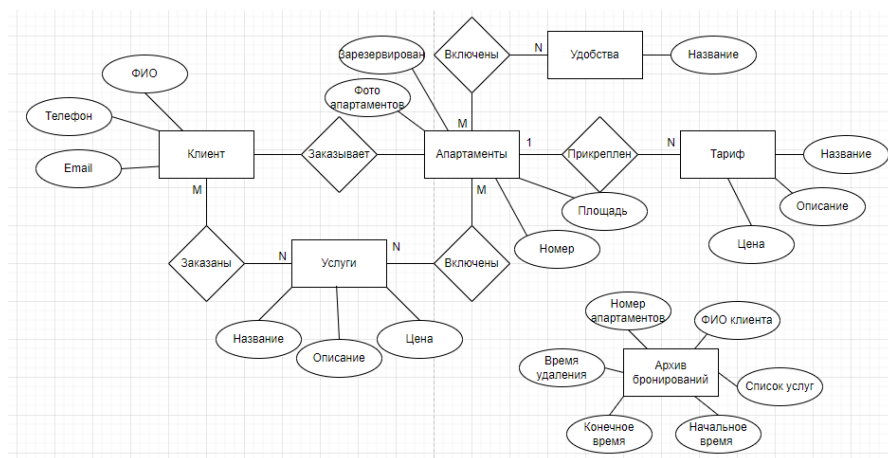 Зарезервирован
Включены
N
Удобства
Название
ФИО
Фото
апартаментов
Телефон
M
Клиент
Заказывает
Апартаменты
1
Прикреплен
N
Тариф
Название
Email
M
M
Площадь
Описание
Номер
Цена
Заказаны
N
Услуги
N
Включены
Название
Описание
Цена
Номер
апартаментов
ФИО клиента
Время
удаления
Архив
бронирований
Список услуг
Конечное
время
Начальное
время